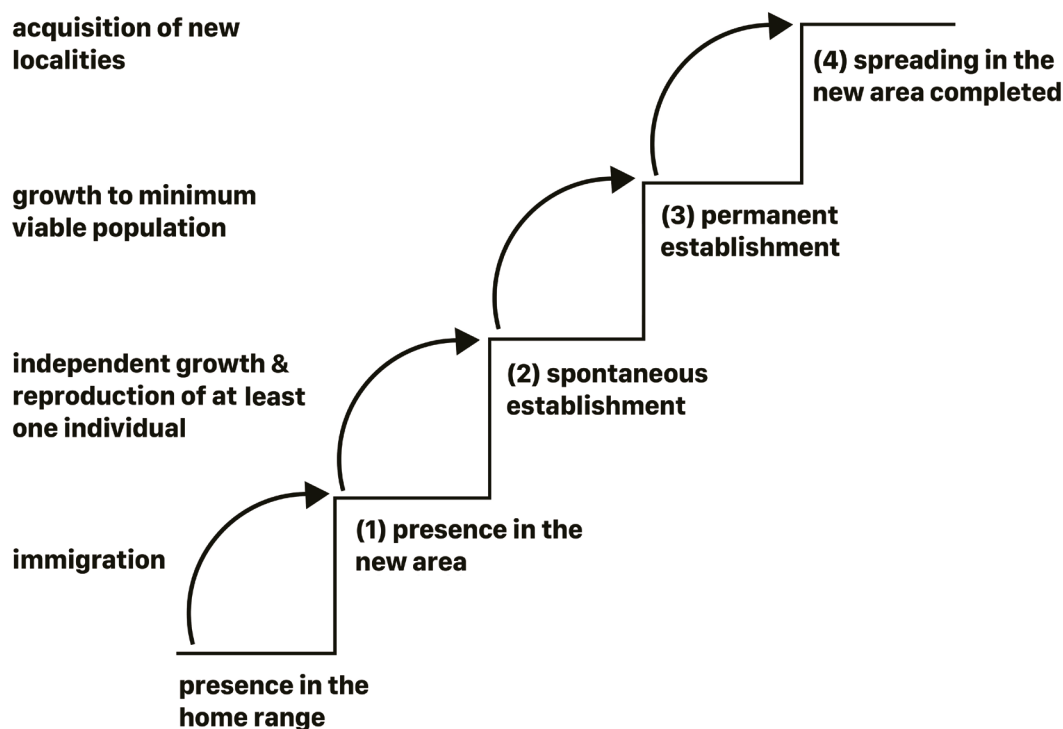 acquisition of new
localities
(4) spreading in the
new area completed
growth to minimum
viable population
(3) permanent
establishment
independent growth &
reproduction of at least
one individual
(2) spontaneous
establishment
immigration
(1) presence in the
new area
presence in the
home range